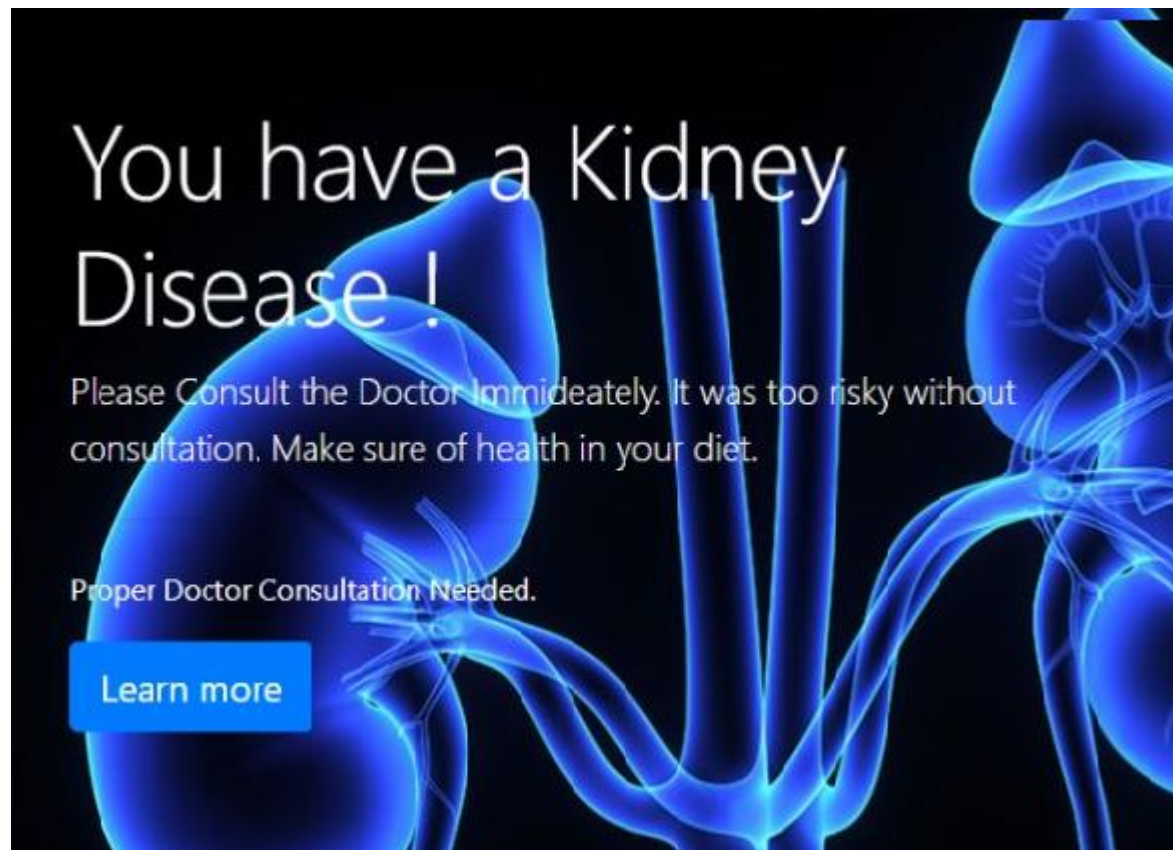 You have a Kidney
Disease !
Please Consult the Doctor Immideately. It was too risky without
consultation. Make sure of health in your diet.
Proper Doctor Consultation Needed.
Learn more